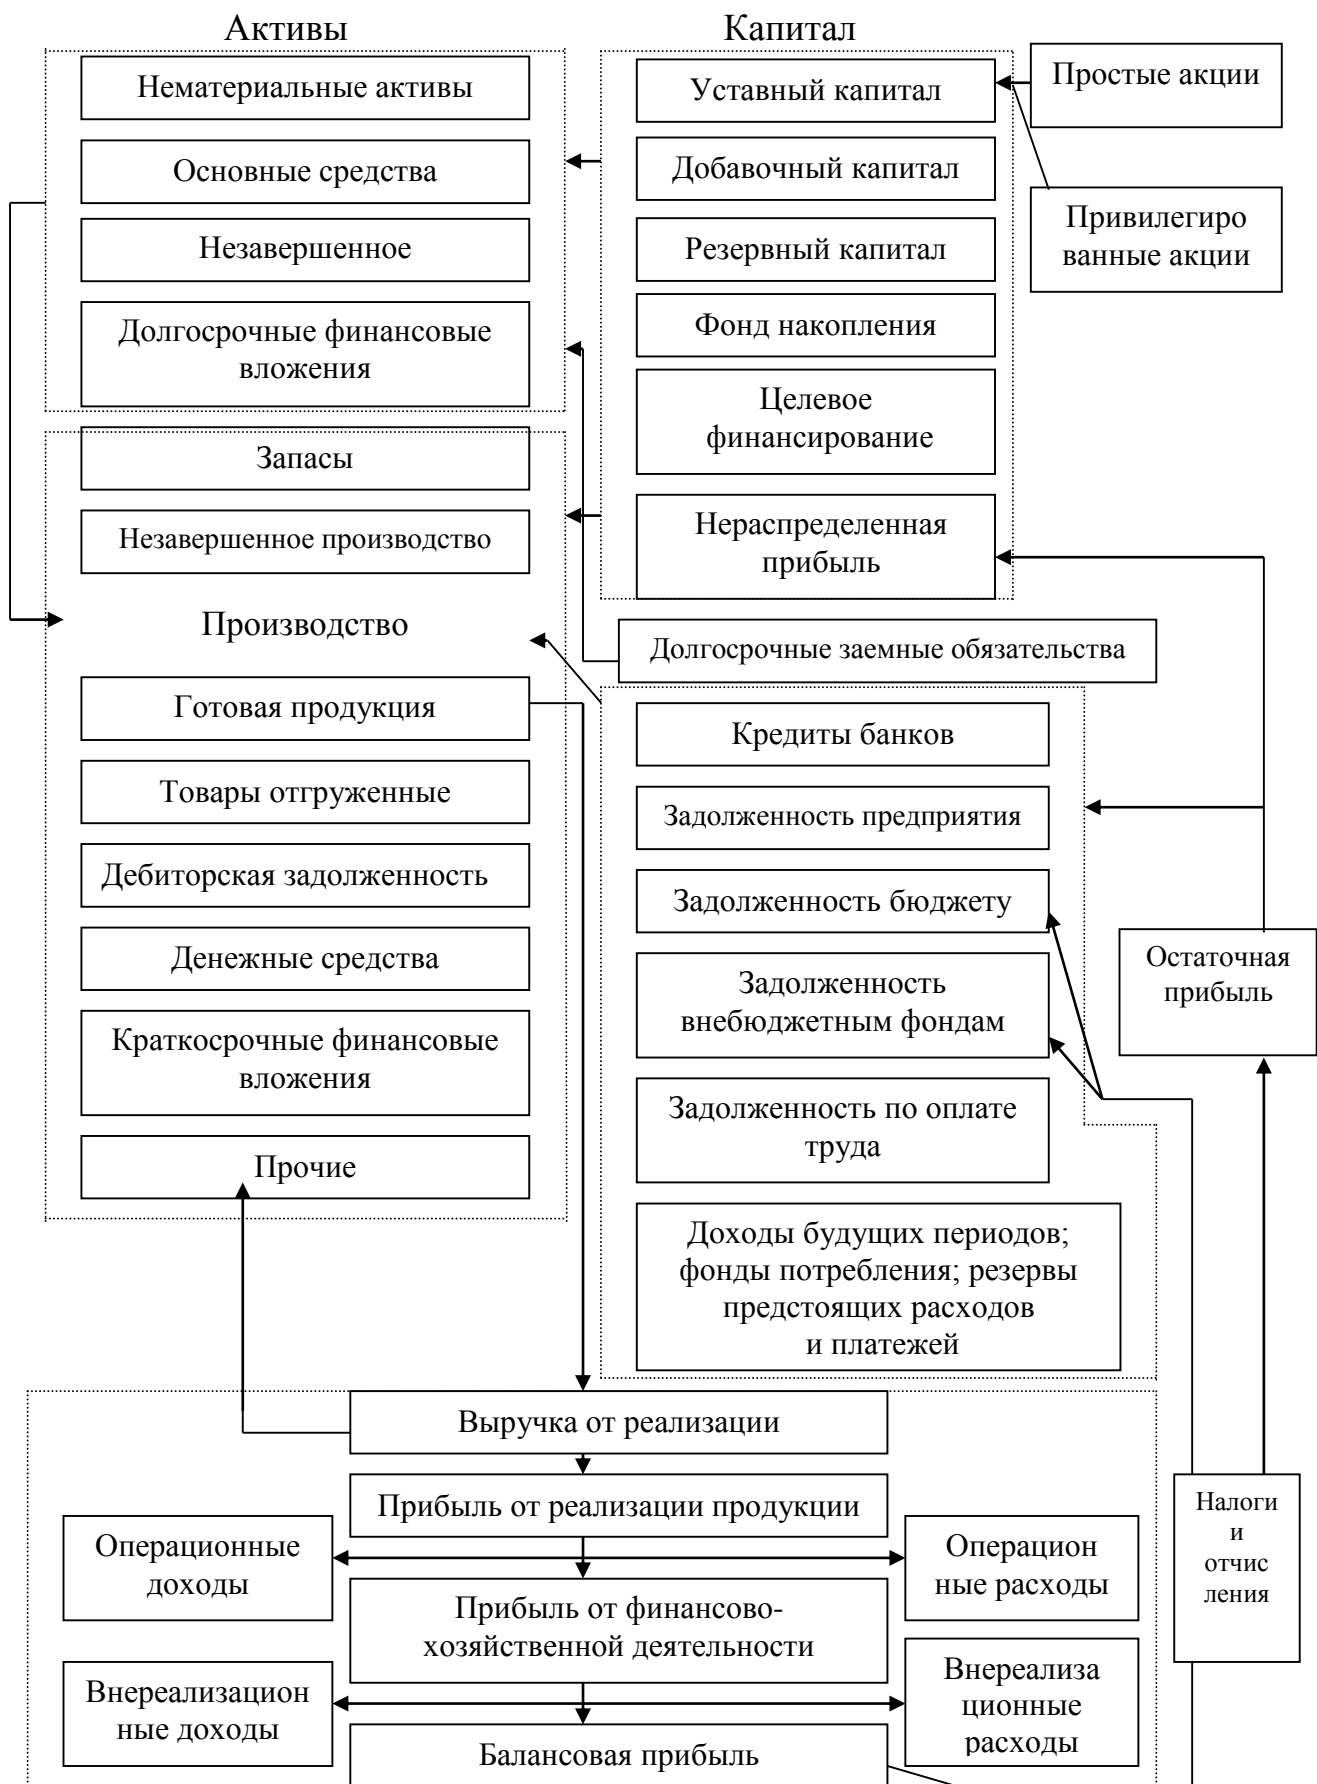 Активы
Капитал
Нематериальные активы
Основные средства
Незавершенное
Долгосрочные финансовые
вложения
Запасы
Незавершенное производство
Производство
Готовая продукция
Товары отгруженные
Дебиторская задолженность
Денежные средства
Краткосрочные финансовые
вложения
Прочие
Уставный капитал
Добавочный капитал
Резервный капитал
Фонд накопления
Целевое
финансирование
Нераспределенная
прибыль
Простые акции
Привилегиро
ванные акции
Долгосрочные заемные обязательства
Кредиты банков
Задолженность предприятия
Задолженность бюджету
Задолженность
внебюджетным фондам
Задолженность по оплате
труда
Доходы будущих периодов;
фонды потребления; резервы
предстоящих расходов
и платежей
Остаточная
прибыль
Выручка от реализации
Прибыль от реализации продукции
Операционные
доходы
Операцион
ные расходы
Прибыль от финансово-
хозяйственной деятельности
Внереализацион
ные доходы
Внереализа
ционные
расходы
Балансовая прибыль
Налоги
и
отчис
ления